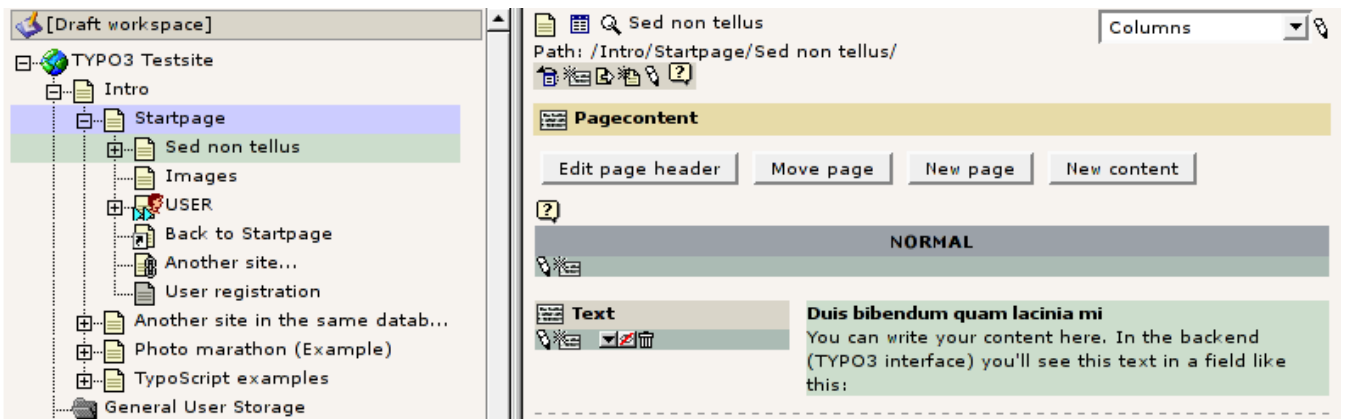 [Draft workspace]
TYPO3 Testsite
Intro
Startpage
Sed non tellus
Images
USER
Back to Startpage
Another site...
User registration
Another site in the same datab...
Photo marathon (Example)
TypoScript examples
General User Storage
Sed non tellus
Columns
Path: /Intro/Startpage/Sed non tellus/
Pagecontent
Edit page header
Move page
New page
New content
NORMAL
Text
Duis bibendum quam lacinia mi
You can write your content here. In the backend
(TYPO3 interface) you'll see this text in a field like
this: